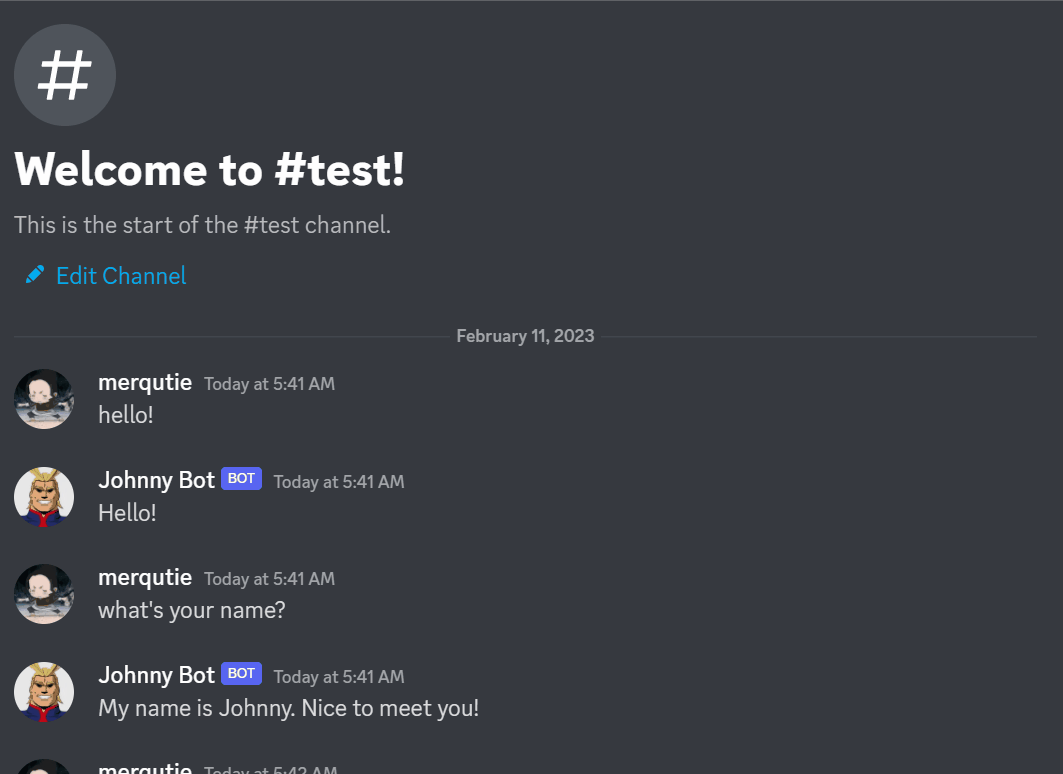 #
Welcome to #test!
This is the start of the #test channel.
Edit Channel
February 11, 2023
merqutie Today at 5:41 AM
hello!
Johnny Bot BOT Today at 5:41 AM
Hello!
merqutie Today at 5:41 AM
what's your name?
Johnny Bot BOT Today at 5:41 AM
My name is Johnny. Nice to meet you!
merqutie Today at 5:42 AM